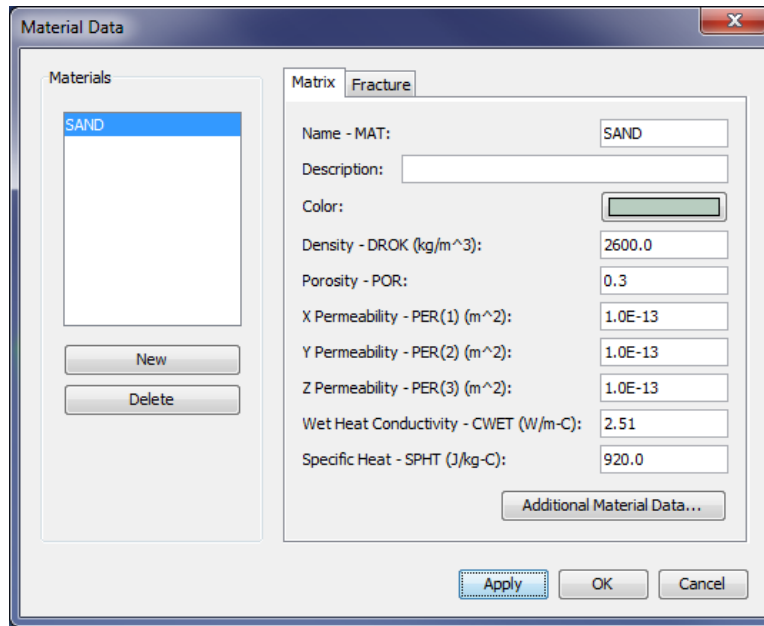 Material Data
Materials
SAND
New
Delete
Matrix
Fracture
Name - MAT: SAND
Description:
Color:
Density - DROK (kg/m^3): 2600.0
Porosity - POR: 0.3
X Permeability - PER(1) (m^2): 1.0E-13
Y Permeability - PER(2) (m^2): 1.0E-13
Z Permeability - PER(3) (m^2): 1.0E-13
Wet Heat Conductivity - CWET (W/m-C): 2.51
Specific Heat - SPHT (J/kg-C): 920.0
Additional Material Data...
Apply
OK
Cancel